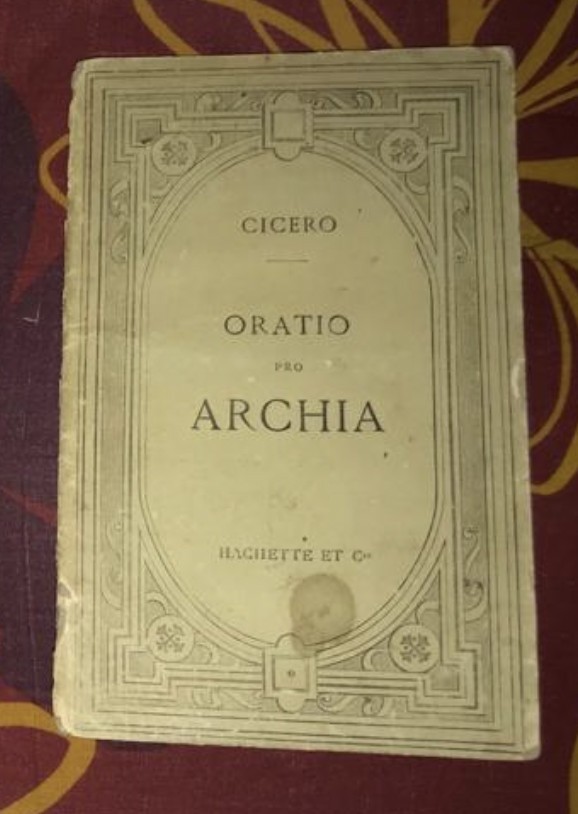 CICERO
ORATIO
PRO
ARCHIA
HACHETTE ET Cie